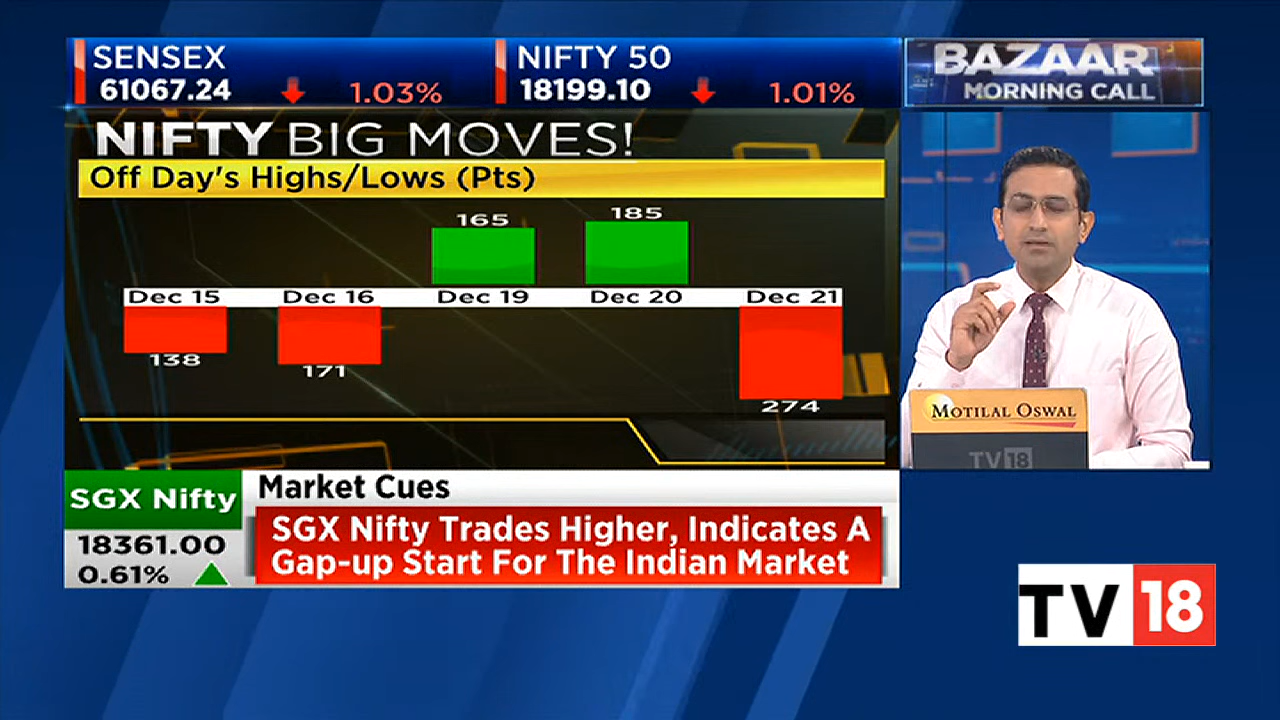 SENSEX
61067.24 1.03%
NIFTY 50
18199.10 1.01%
BAZAAR
MORNING CALL
NIFTY BIG MOVES!
Off Day's Highs/Lows (Pts)
165 185
Dec 15 Dec 16 Dec 19 Dec 20 Dec 21
138 171 274
MOTILAL OSWAL
TV18
SGX Nifty
18361.00
0.61%
Market Cues
SGX Nifty Trades Higher, Indicates A
Gap-up Start For The Indian Market
TV18